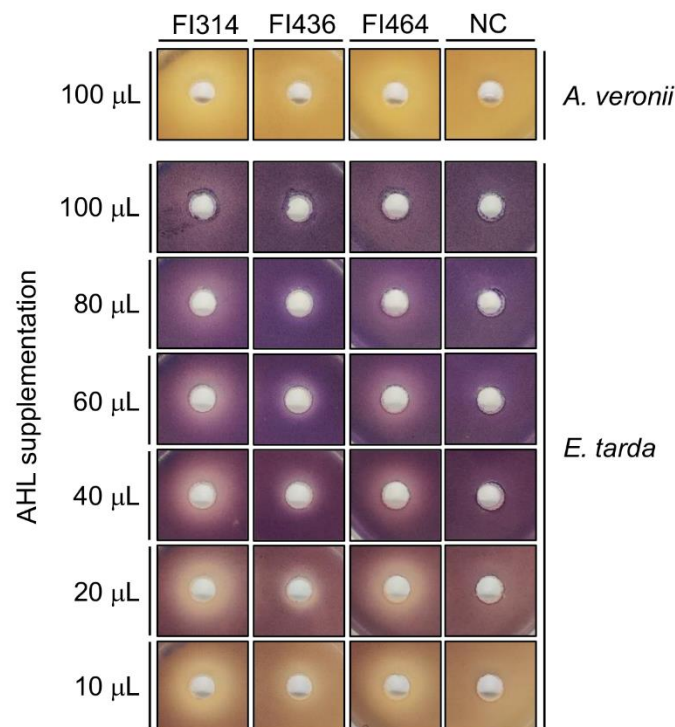 FI314 FI436 FI464 NC
100 μL A. veronii
100 μL
80 μL
60 μL
40 μL
20 μL
10 μL
AHL supplementation
E. tarda